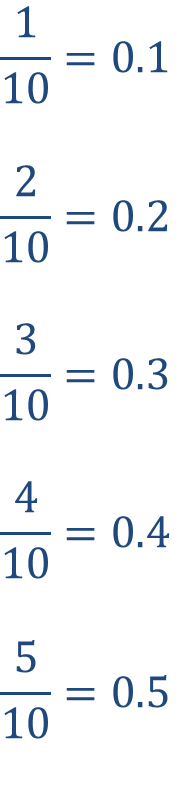 1/10 = 0.1
2/10 = 0.2
3/10 = 0.3
4/10 = 0.4
5/10 = 0.5